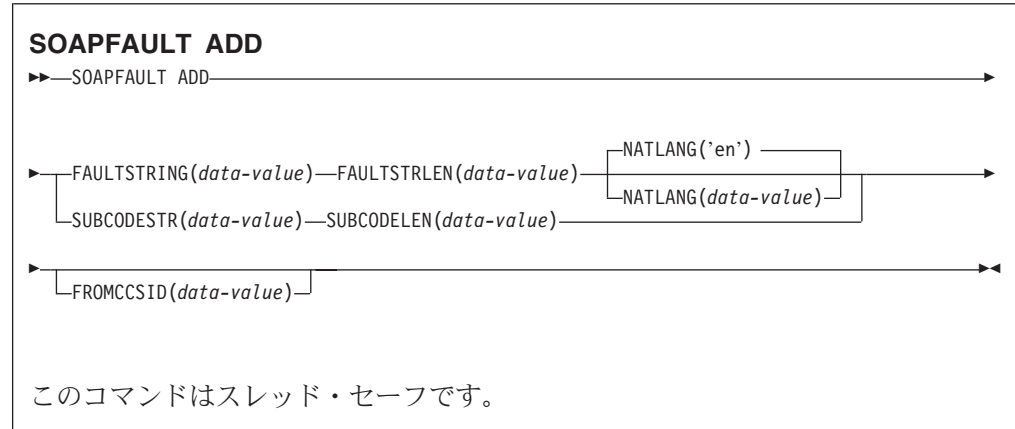 SOAPFAULT ADD
SOAPFAULT ADD
NATLANG('en')
FAULTSTRING(data-value) FAULTSTRLEN(data-value)
NATLANG(data-value)
SUBCODESTR(data-value) SUBCODELEN(data-value)
FROMCCSID(data-value)
このコマンドはスレッド・セーフです。